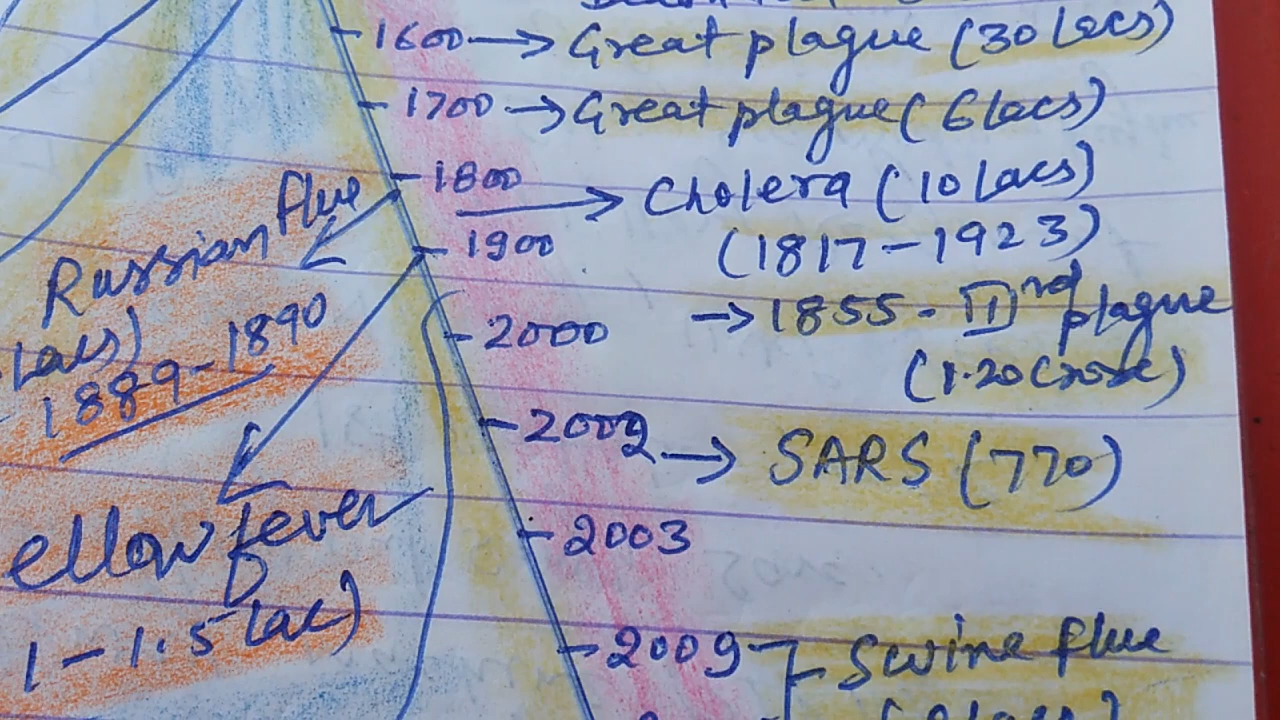 1600 → Great plague (30 lacs)
1700 → Great plague (6 lacs)
1800 → Cholera (10 lacs)
(1817 - 1923)
Russian flue
lacs)
1889-1890
1900
→ 1855 - IIIrd plague
(1.20 crore)
2000
2002 → SARS (770)
2003
ellow fever
1 - 1.5 lac)
2009 - Swine flue
lacs)